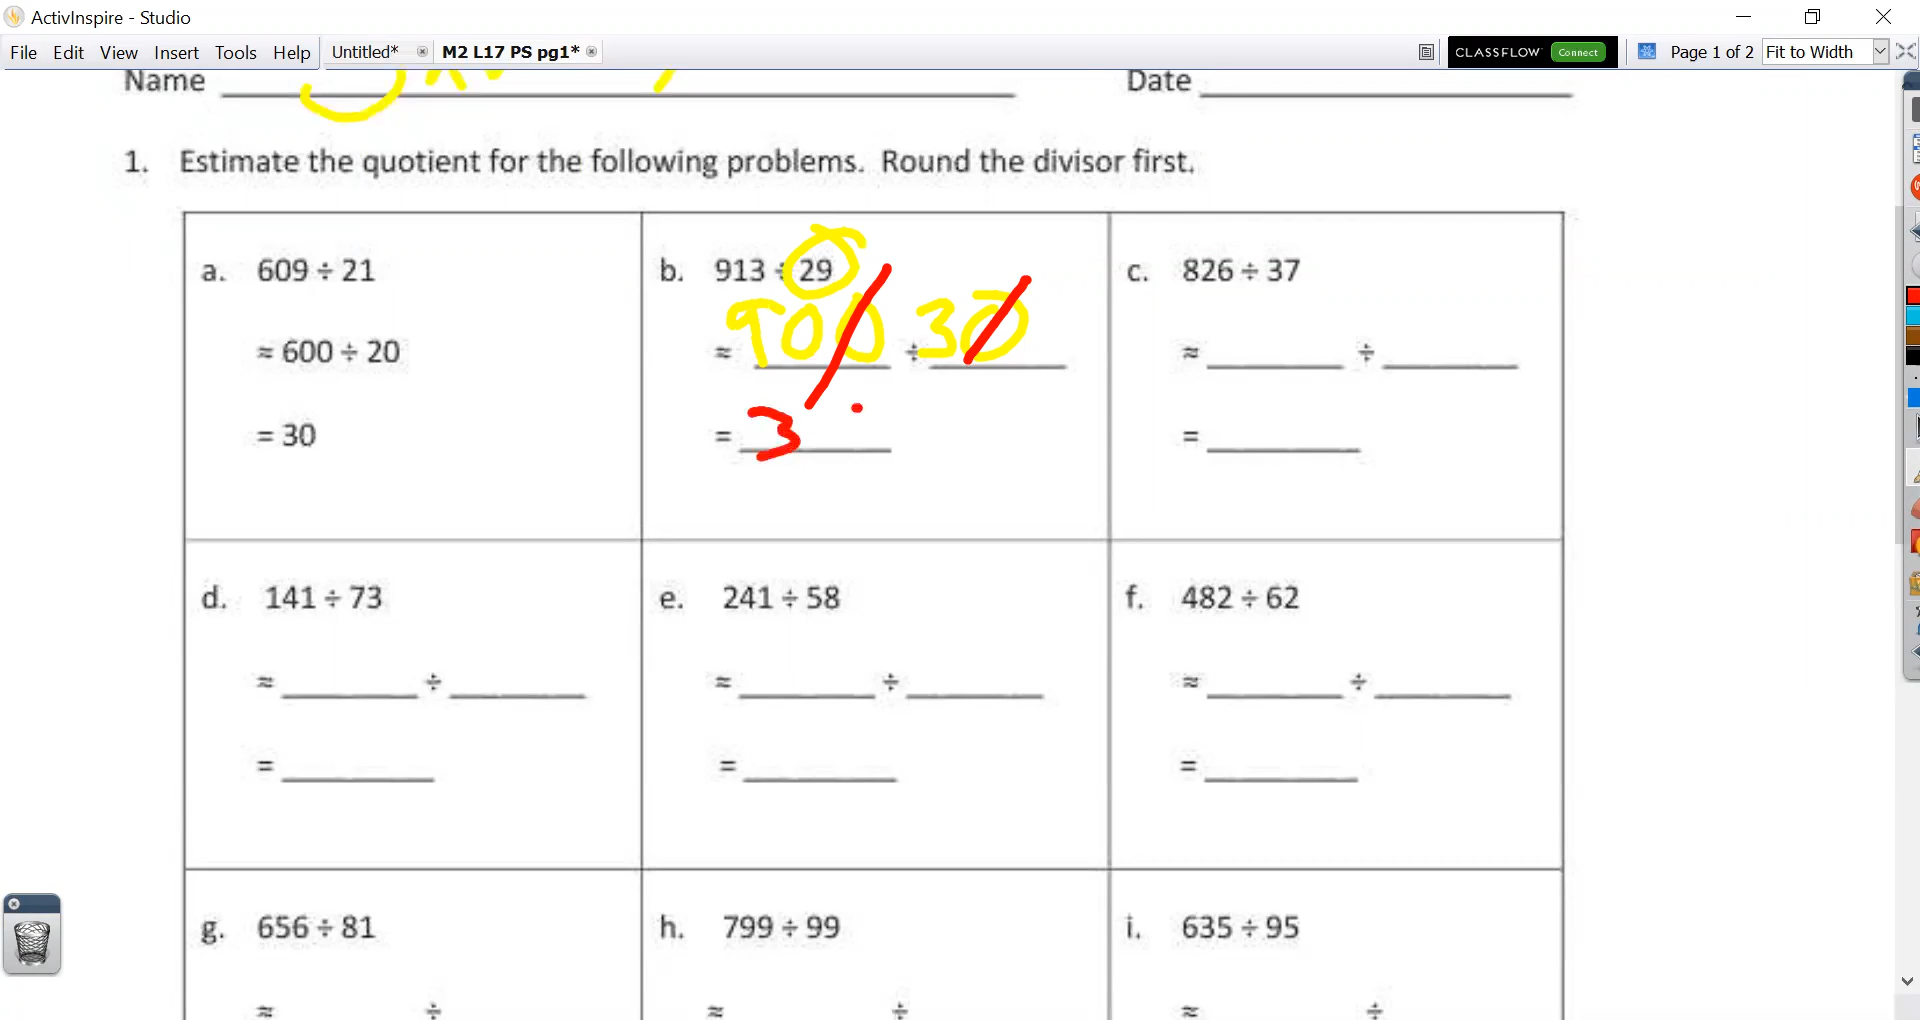 ActivInspire - Studio
File Edit View Insert Tools Help Untitled* M2 L17 PS pg1* CLASSFLOW Connect Page 1 of 2 Fit to Width
Name Date
1. Estimate the quotient for the following problems. Round the divisor first.
a. 609 ÷ 21 b. 913 ÷ 29 c. 826 ÷ 37
≈ 600 ÷ 20 ≈ 900 ÷ 30 ≈ ÷
= 30 = 3 =
d. 141 ÷ 73 e. 241 ÷ 58 f. 482 ÷ 62
≈ ÷ ≈ ÷ ≈ ÷
= = =
g. 656 ÷ 81 h. 799 ÷ 99 i. 635 ÷ 95
≈ ÷ ≈ ÷ ≈ ÷